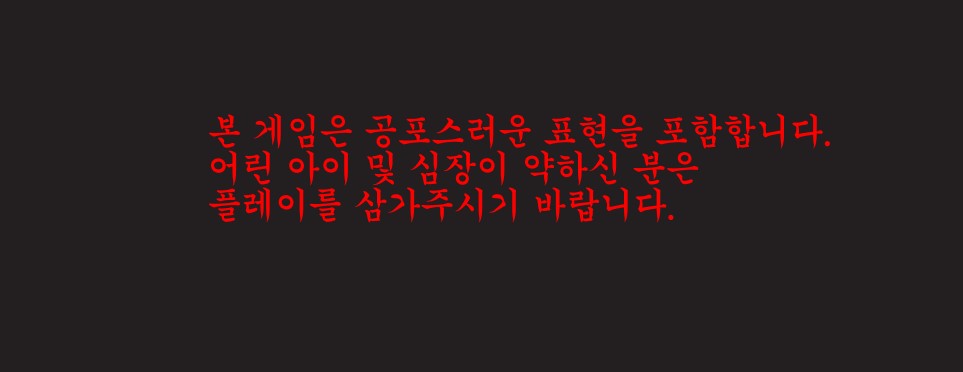 본 게임은 공포스러운 표현을 포함합니다.
어린 아이 및 심장이 약하신 분은
플레이를 삼가주시기 바랍니다.